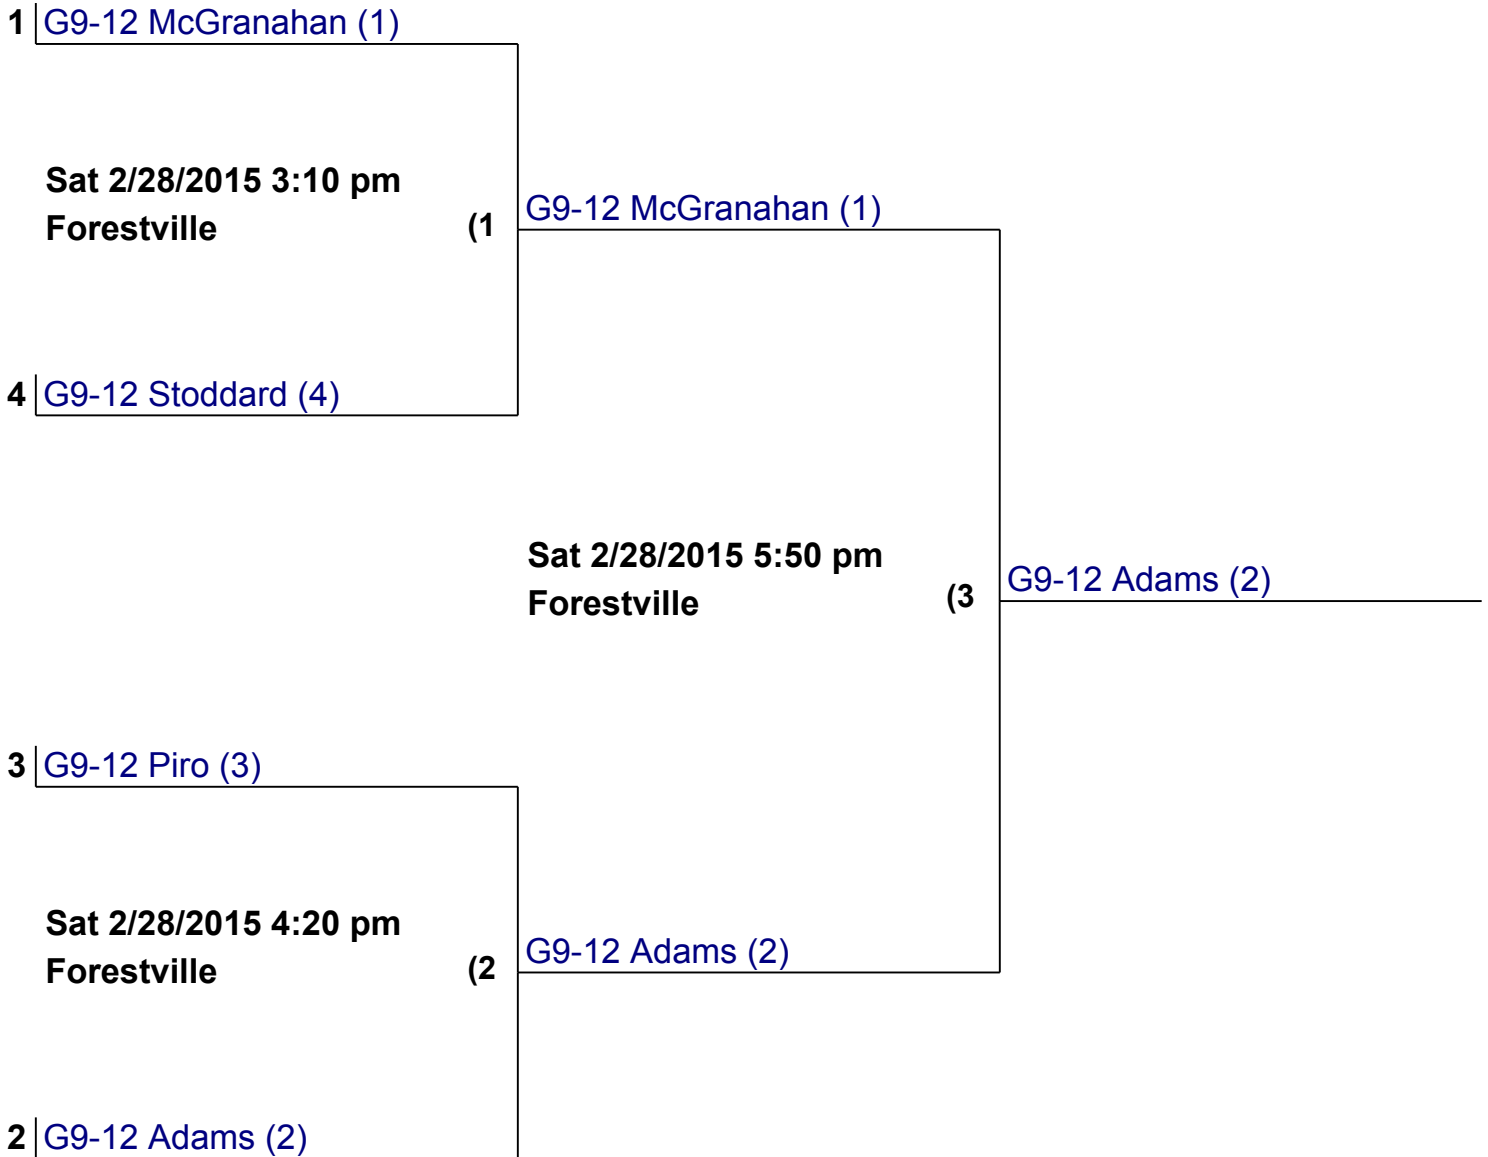 1 G9-12 McGranahan (1)
Sat 2/28/2015 3:10 pm
Forestville (1
G9-12 McGranahan (1)
4 G9-12 Stoddard (4)
Sat 2/28/2015 5:50 pm
Forestville (3
G9-12 Adams (2)
3 G9-12 Piro (3)
Sat 2/28/2015 4:20 pm
Forestville (2
G9-12 Adams (2)
2 G9-12 Adams (2)